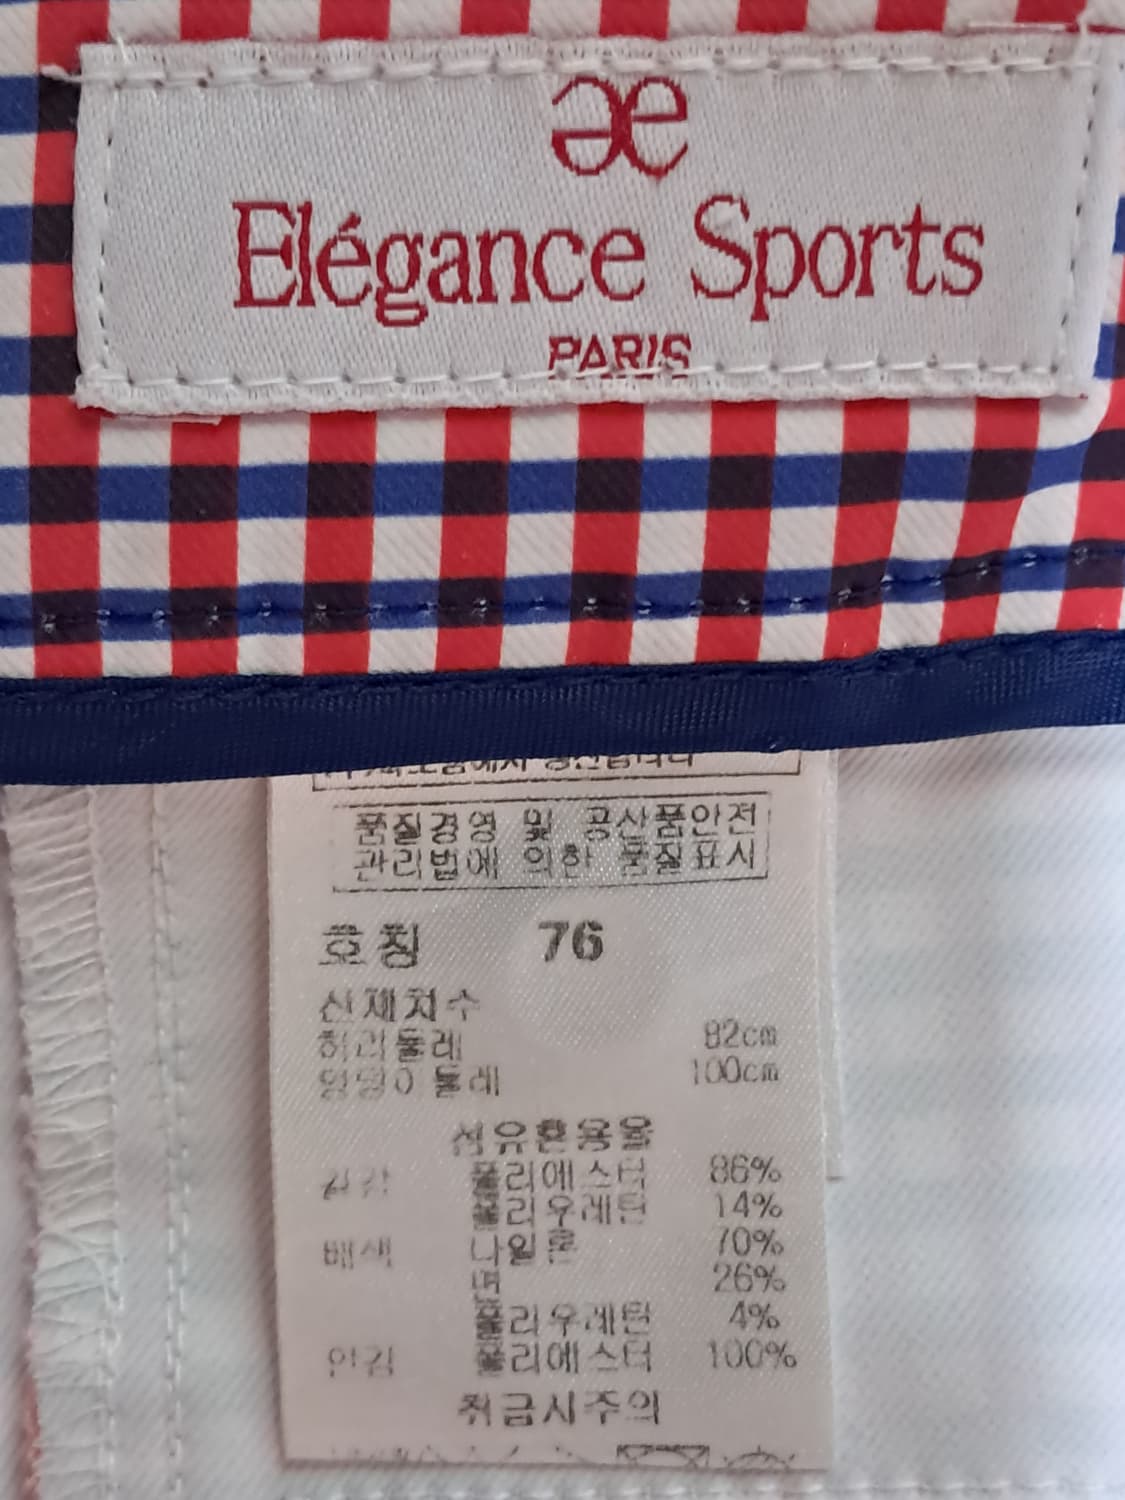 æ
Elégance Sports
PARIS
품질경영 및 공산품안전
관리법에 의한 품질표시
호칭 76
신체치수
허리둘레 82cm
엉덩이둘레 100cm
섬유혼용율
겉감 폴리에스터 86%
폴리우레탄 14%
배색 나일론 70%
면 26%
폴리우레탄 4%
안감 폴리에스터 100%
취급시주의